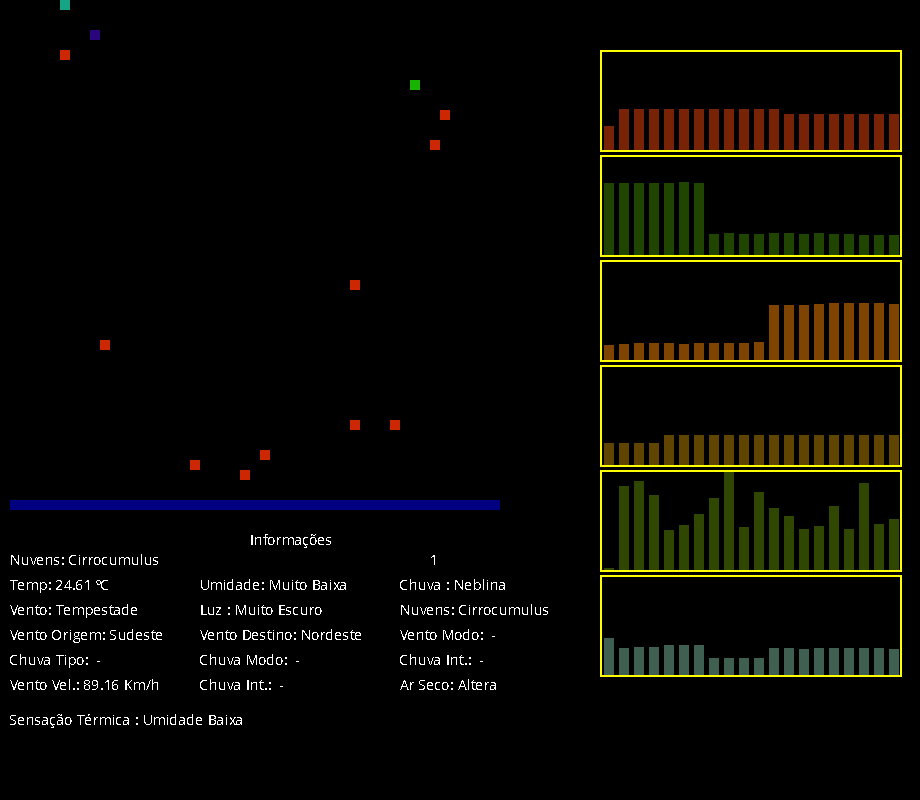 Informações
Nuvens: Cirrocumulus 1
Temp: 24.61 ºC Umidade: Muito Baixa Chuva : Neblina
Vento: Tempestade Luz : Muito Escuro Nuvens: Cirrocumulus
Vento Origem: Sudeste Vento Destino: Nordeste Vento Modo: -
Chuva Tipo: - Chuva Modo: - Chuva Int.: -
Vento Vel.: 89.16 Km/h Chuva Int.: - Ar Seco: Altera
Sensação Térmica : Umidade Baixa